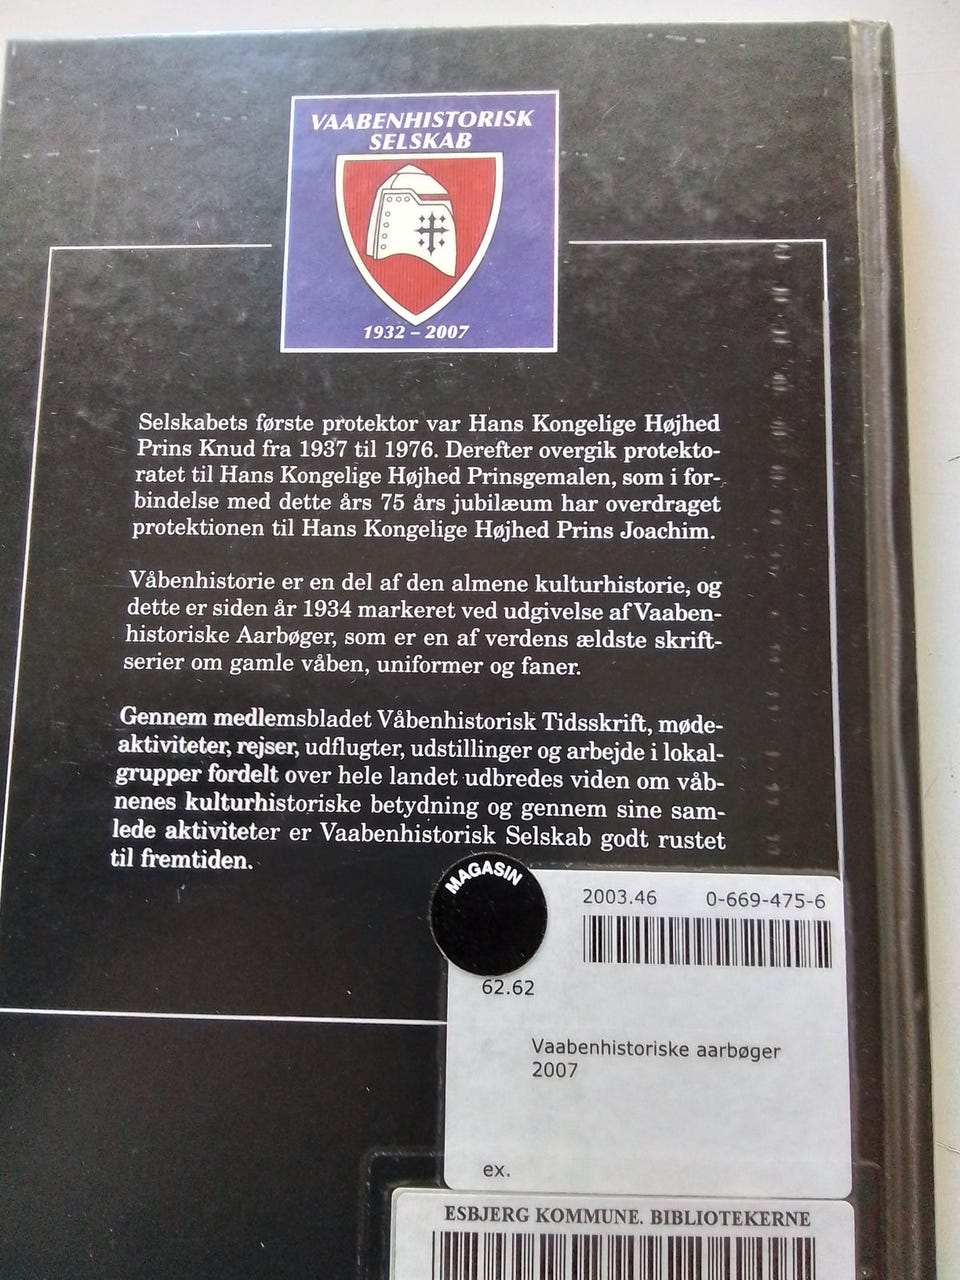 VAABENHISTORISK
SELSKAB
1932 – 2007
Selskabets første protektor var Hans Kongelige Højhed
Prins Knud fra 1937 til 1976. Derefter overgik protekto-
ratet til Hans Kongelige Højhed Prinsgemalen, som i for-
bindelse med dette års 75 års jubilæum har overdraget
protektionen til Hans Kongelige Højhed Prins Joachim.
Våbenhistorie er en del af den almene kulturhistorie, og
dette er siden år 1934 markeret ved udgivelse af Vaaben-
historiske Aarbøger, som er en af verdens ældste skrift-
serier om gamle våben, uniformer og faner.
Gennem medlemsbladet Våbenhistorisk Tidsskrift, møde-
aktiviteter, rejser, udflugter, udstillinger og arbejde i lokal-
grupper fordelt over hele landet udbredes viden om våb-
nenes kulturhistoriske betydning og gennem sine sam-
lede aktiviteter er Vaabenhistorisk Selskab godt rustet
til fremtiden.
MAGASIN
2003.46 0-669-475-6
62.62
Vaabenhistoriske aarbøger
2007
ex.
ESBJERG KOMMUNE. BIBLIOTEKERNE